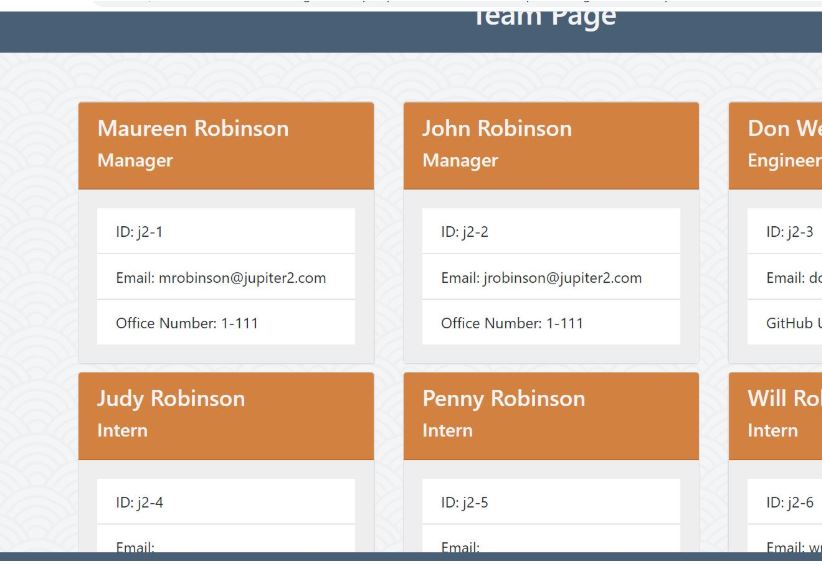 Team Page
Maureen Robinson
Manager
ID: j2-1
Email: mrobinson@jupiter2.com
Office Number: 1-111
John Robinson
Manager
ID: j2-2
Email: jrobinson@jupiter2.com
Office Number: 1-111
Don
Engineer
ID: j2-3
Email:
GitHub
Judy Robinson
Intern
ID: j2-4
Email:
Penny Robinson
Intern
ID: j2-5
Email:
Will
Intern
ID: j2-6
Email: